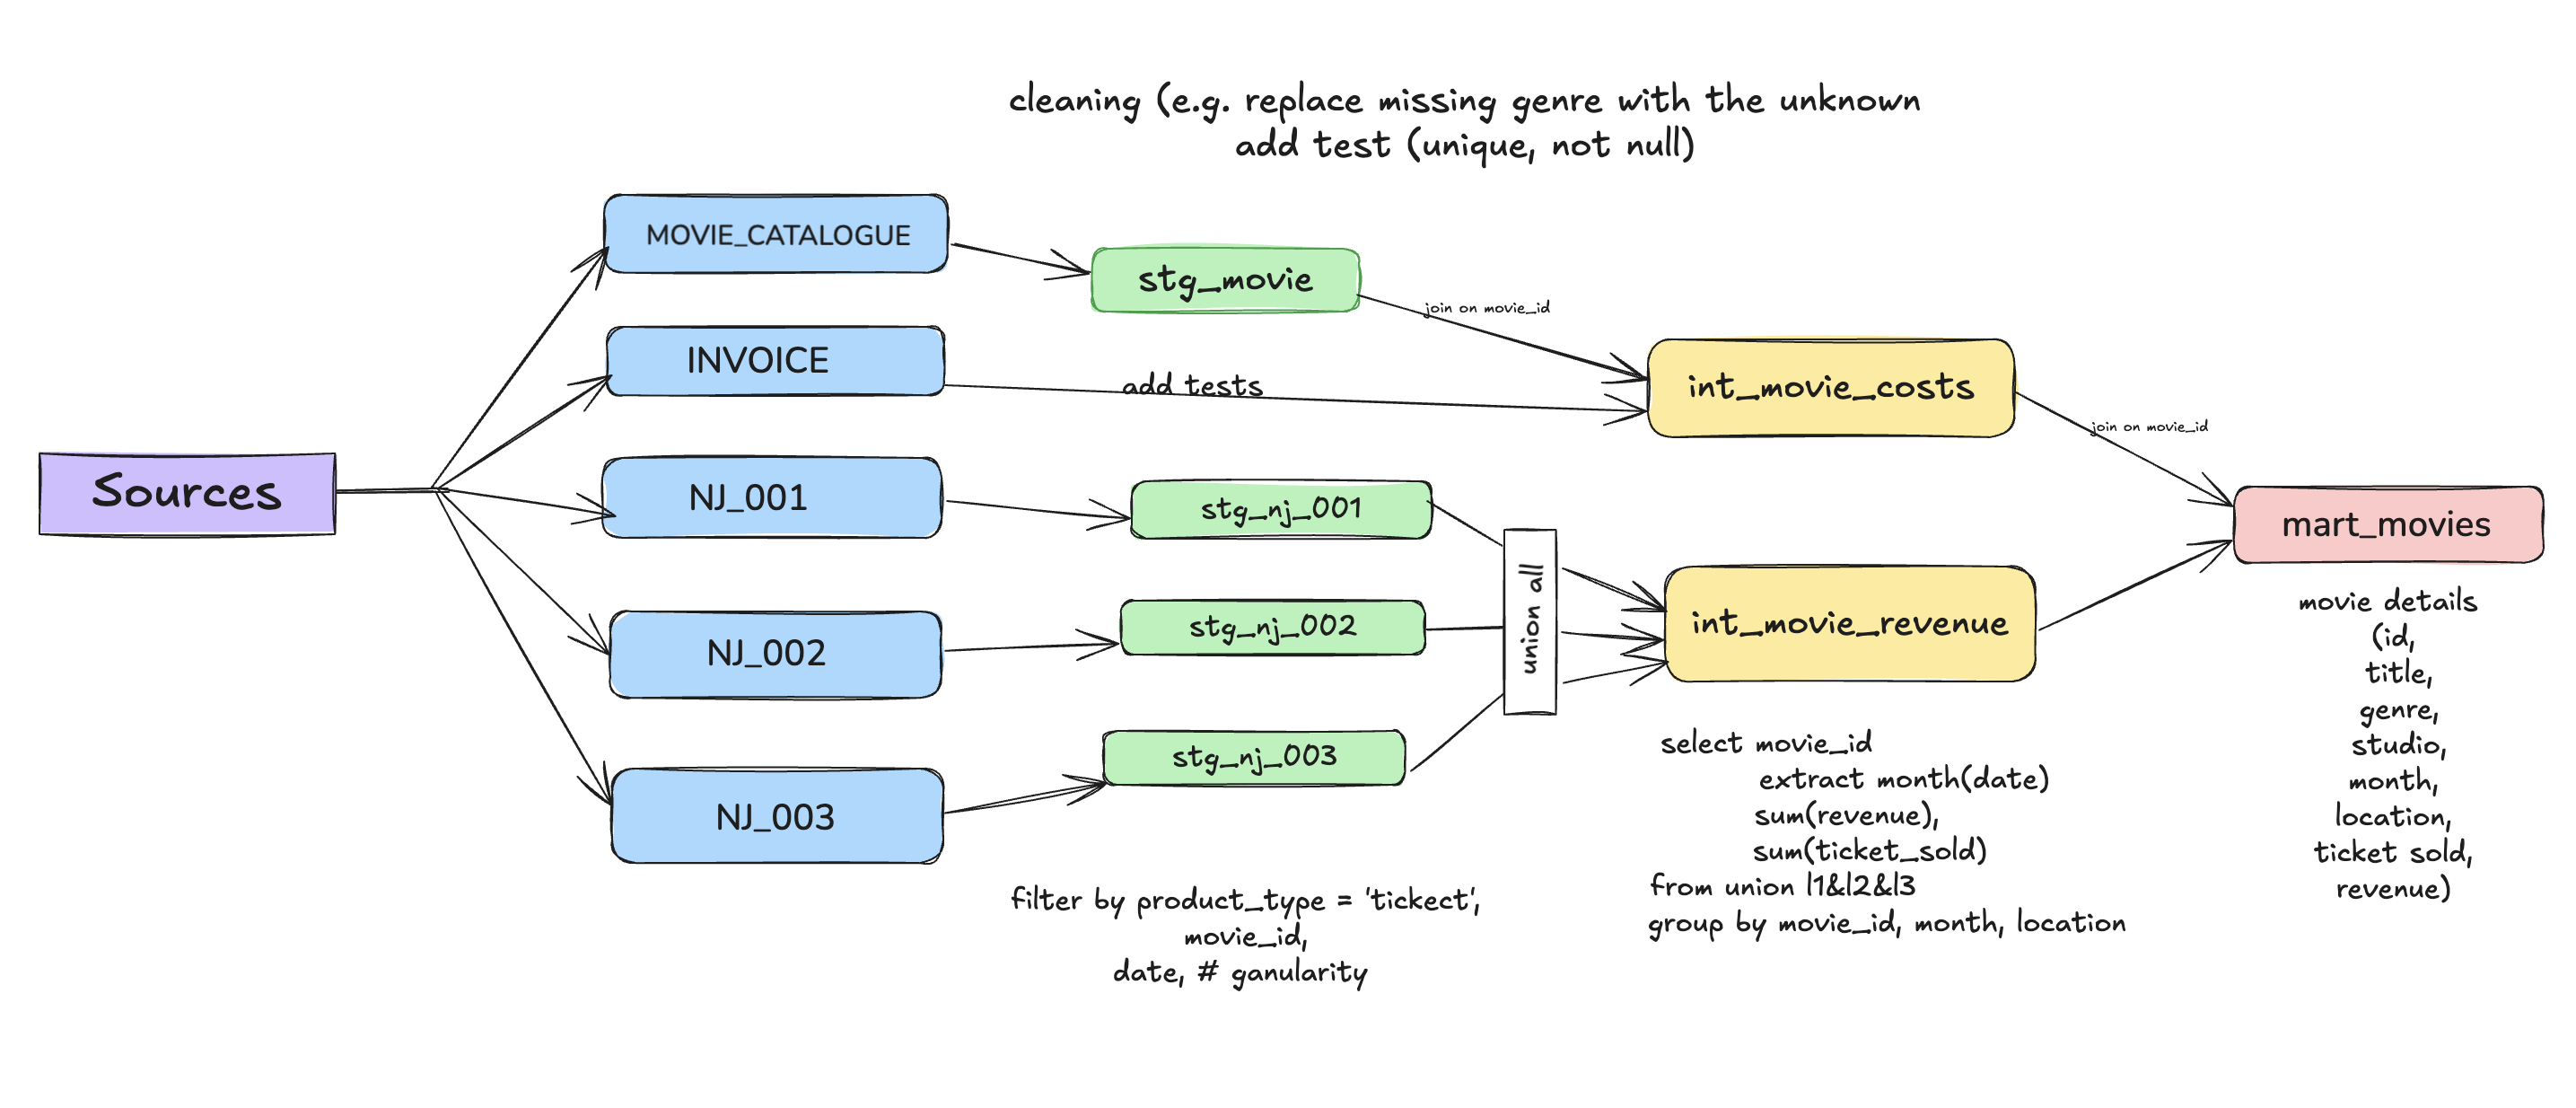 cleaning (e.g. replace missing genre with the unknown
add test (unique, not null)
Sources
MOVIE_CATALOGUE
INVOICE
NJ_001
NJ_002
NJ_003
stg_movie
join on movie_id
add tests
stg_nj_001
stg_nj_002
stg_nj_003
union all
filter by product_type = 'tickect',
movie_id,
date, # ganularity
int_movie_costs
join on movie_id
int_movie_revenue
select movie_id
extract month(date)
sum(revenue),
sum(ticket_sold)
from union l1&l2&l3
group by movie_id, month, location
mart_movies
movie details
(id,
title,
genre,
studio,
month,
location,
ticket sold,
revenue)